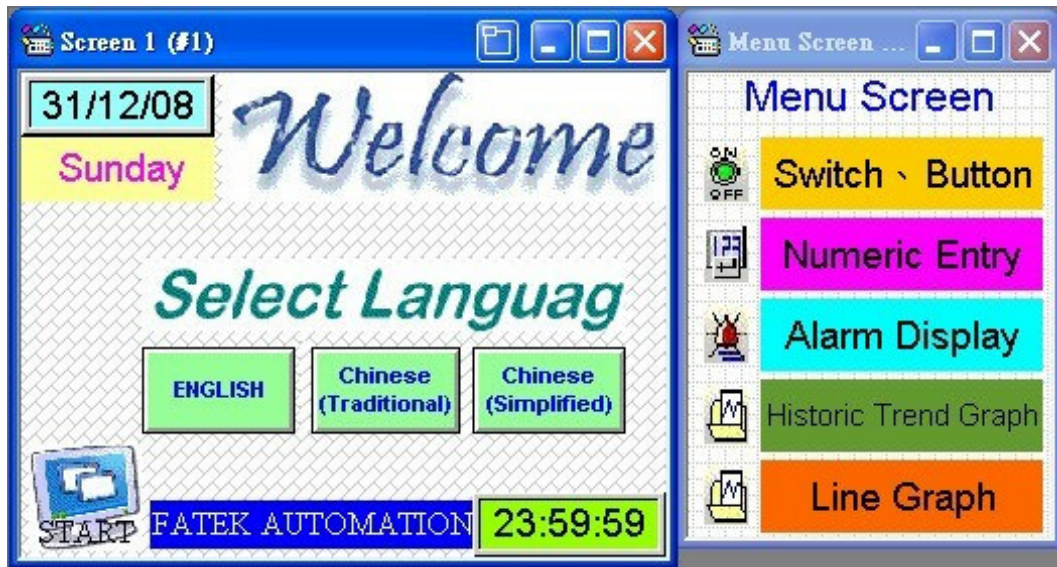 Screen 1 (#1)
31/12/08
Sunday
Welcome
Select Languag
ENGLISH
Chinese
(Traditional)
Chinese
(Simplified)
START
FATEK AUTOMATION
23:59:59
Menu Screen ...
Menu Screen
ON
OFF
Switch、Button
123
Numeric Entry
Alarm Display
Historic Trend Graph
Line Graph